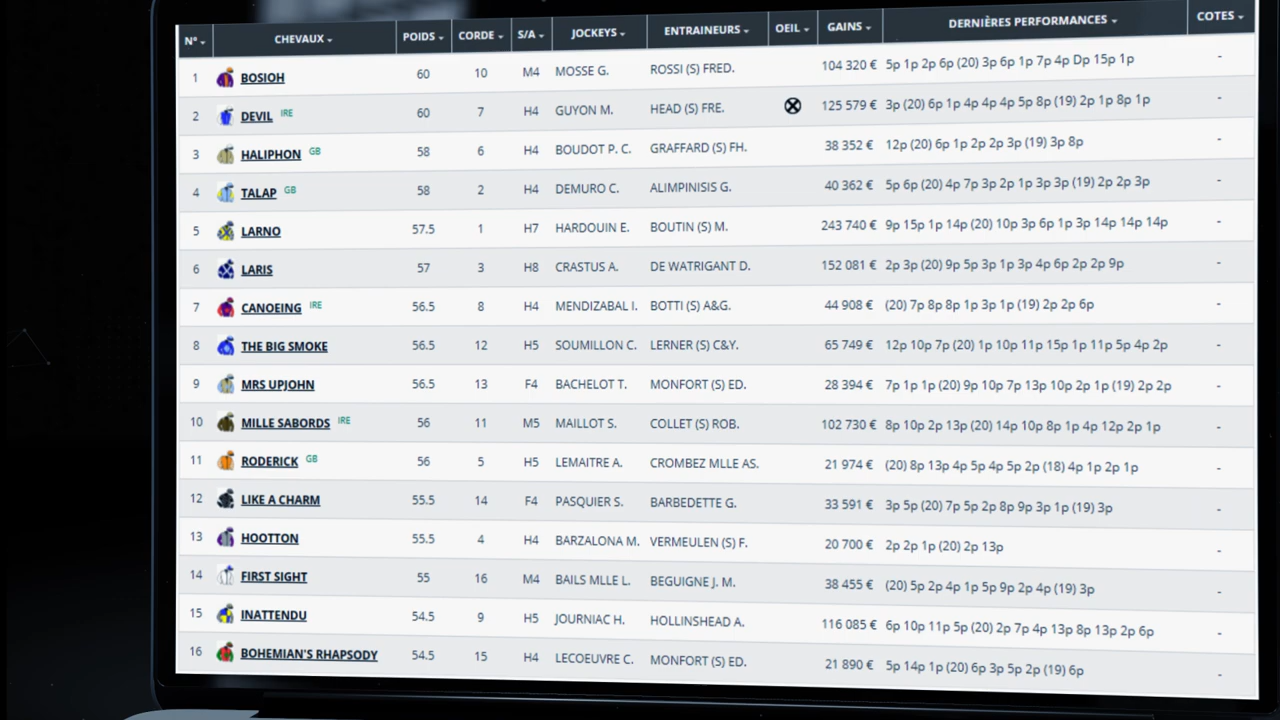 N° CHEVAUX POIDS CORDE S/A JOCKEYS ENTRAINEURS OEIL GAINS DERNIÈRES PERFORMANCES COTES
1 BOSIOH 60 10 M4 MOSSE G. ROSSI (S) FRED. 104 320 € 5p 1p 2p 6p (20) 3p 6p 1p 7p 4p Dp 15p 1p -
2 DEVIL IRE 60 7 H4 GUYON M. HEAD (S) FRE. 125 579 € 3p (20) 6p 1p 4p 4p 4p 5p 8p (19) 2p 1p 8p 1p -
3 HALIPHON GB 58 6 H4 BOUDOT P. C. GRAFFARD (S) FH. 38 352 € 12p (20) 6p 1p 2p 2p 3p (19) 3p 8p -
4 TALAP GB 58 2 H4 DEMURO C. ALIMPINISIS G. 40 362 € 5p 6p (20) 4p 7p 3p 2p 1p 3p 3p (19) 2p 2p 3p -
5 LARNO 57.5 1 H7 HARDOUIN E. BOUTIN (S) M. 243 740 € 9p 15p 1p 14p (20) 10p 3p 6p 1p 3p 14p 14p 14p -
6 LARIS 57 3 H8 CRASTUS A. DE WATRIGANT D. 152 081 € 2p 3p (20) 9p 5p 3p 1p 3p 4p 6p 2p 2p 9p -
7 CANOEING IRE 56.5 8 H4 MENDIZABAL I. BOTTI (S) A&G. 44 908 € (20) 7p 8p 8p 1p 3p 1p (19) 2p 2p 6p -
8 THE BIG SMOKE 56.5 12 H5 SOUMILLON C. LERNER (S) C&Y. 65 749 € 12p 10p 7p (20) 1p 10p 11p 15p 1p 11p 5p 4p 2p -
9 MRS UPJOHN 56.5 13 F4 BACHELOT T. MONFORT (S) ED. 28 394 € 7p 1p 1p (20) 9p 10p 7p 13p 10p 2p 1p (19) 2p 2p -
10 MILLE SABORDS IRE 56 11 M5 MAILLOT S. COLLET (S) ROB. 102 730 € 8p 10p 2p 13p (20) 14p 10p 8p 1p 4p 12p 2p 1p -
11 RODERICK GB 56 5 H5 LEMAITRE A. CROMBEZ MLLE AS. 21 974 € (20) 8p 13p 4p 5p 4p 5p 2p (18) 4p 1p 2p 1p -
12 LIKE A CHARM 55.5 14 F4 PASQUIER S. BARBEDETTE G. 33 591 € 3p 5p (20) 7p 5p 2p 8p 9p 3p 1p (19) 3p -
13 HOOTTON 55.5 4 H4 BARZALONA M. VERMEULEN (S) F. 20 700 € 2p 2p 1p (20) 2p 13p -
14 FIRST SIGHT 55 16 M4 BAILS MLLE L. BEGUIGNE J. M. 38 455 € (20) 5p 2p 4p 1p 5p 9p 2p 4p (19) 3p -
15 INATTENDU 54.5 9 H5 JOURNIAC H. HOLLINSHEAD A. 116 085 € 6p 10p 11p 5p (20) 2p 7p 4p 13p 8p 13p 2p 6p -
16 BOHEMIAN'S RHAPSODY 54.5 15 H4 LECOEUVRE C. MONFORT (S) ED. 21 890 € 5p 14p 1p (20) 6p 3p 5p 2p (19) 6p -